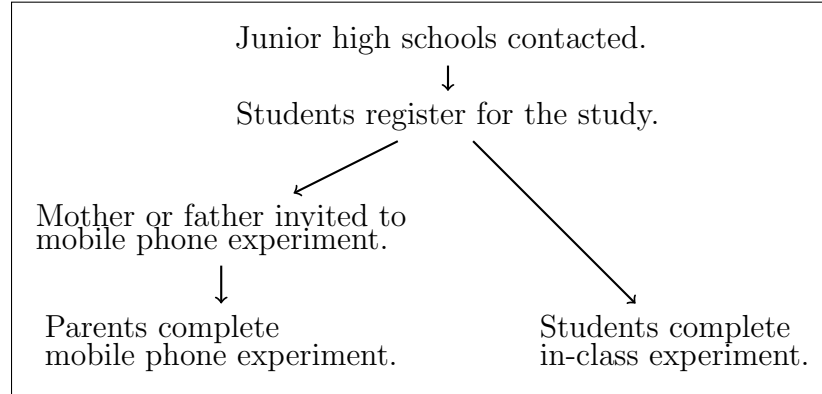 Junior high schools contacted.
Students register for the study.
Mother or father invited to
mobile phone experiment.
Parents complete
mobile phone experiment.
Students complete
in-class experiment.